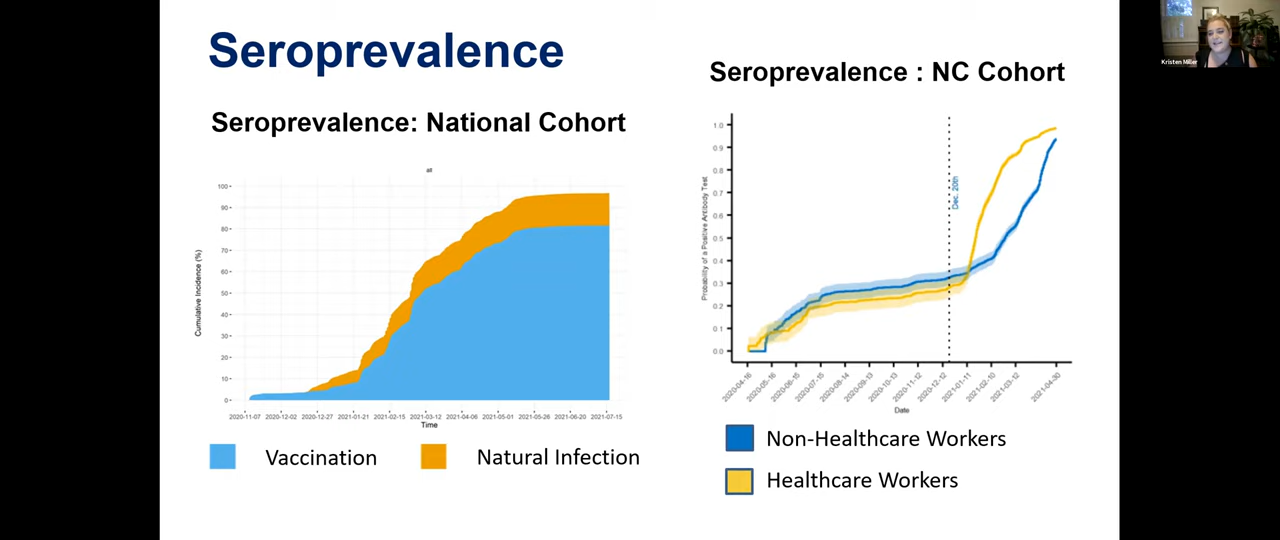 Seroprevalence
Seroprevalence: National Cohort
all
Cumulative Incidence (%)
100
90
80
70
60
50
40
30
20
10
0
2020-11-07 2020-12-02 2020-12-27 2021-01-21 2021-02-15 2021-03-12 2021-04-06 2021-05-01 2021-05-26 2021-06-20 2021-07-15
Time
Vaccination
Natural Infection
Seroprevalence : NC Cohort
Probability of a Positive Antibody Test
1.0
0.9
0.8
0.7
0.6
0.5
0.4
0.3
0.2
0.1
0.0
Dec. 20th
2020-04-16 2020-05-16 2020-06-15 2020-07-15 2020-08-14 2020-09-13 2020-10-13 2020-11-12 2020-12-12 2021-01-11 2021-02-10 2021-03-12 2021-04-30
Date
Non-Healthcare Workers
Healthcare Workers
Kristen Miller